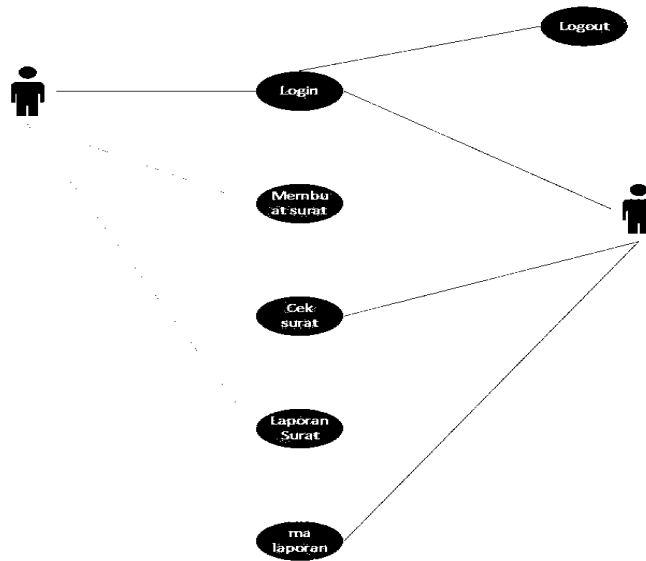 Logout
Login
Membu
at surat
Cek
surat
Laporan
Surat
ma
laporan